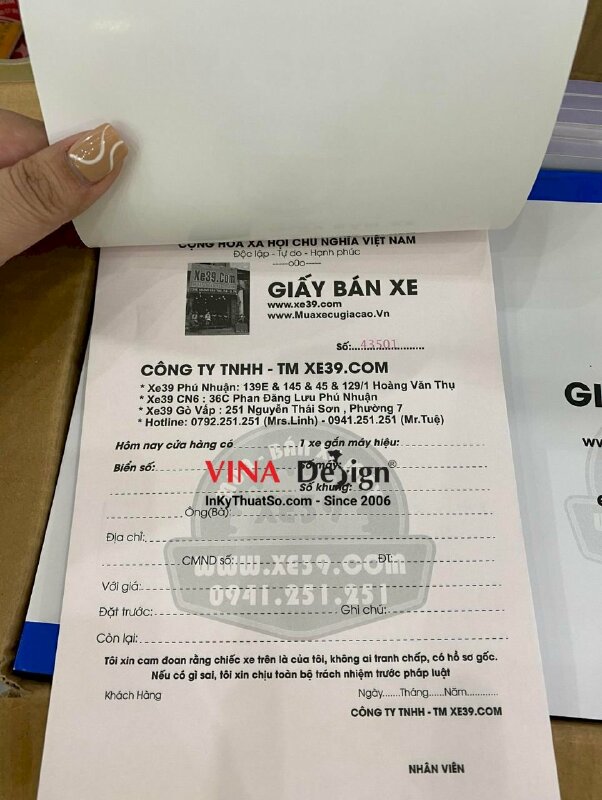 CỘNG HÒA XÃ HỘI CHỦ NGHĨA VIỆT NAM
Độc lập - Tự do - Hạnh phúc
-----o0o-----
Xe39.Com
GIẤY BÁN XE
www.xe39.com
www.Muaxecugiacao.Vn
Số:...43501...
CÔNG TY TNHH - TM XE39.COM
* Xe39 Phú Nhuận: 139E & 145 & 45 & 129/1 Hoàng Văn Thụ
* Xe39 CN6 : 36C Phan Đăng Lưu Phú Nhuận
* Xe39 Gò Vấp : 251 Nguyễn Thái Sơn , Phường 7
* Hotline: 0792.251.251 (Mrs.Linh) - 0941.251.251 (Mr.Tuệ)
Hôm nay cửa hàng có 1 xe gắn máy hiệu:
Biển số: Số máy:
VINA Design®
Số khung:
InKyThuatSo.com - Since 2006
Ông(Bà):
Địa chỉ:
CMND số: ĐT:
www.xe39.com
Với giá:
0941.251.251
Đặt trước: Ghi chú:
Còn lại:
Tôi xin cam đoan rằng chiếc xe trên là của tôi, không ai tranh chấp, có hồ sơ gốc.
Nếu có gì sai, tôi xin chịu toàn bộ trách nhiệm trước pháp luật
Khách Hàng Ngày......Tháng......Năm...........
CÔNG TY TNHH - TM XE39.COM
NHÂN VIÊN